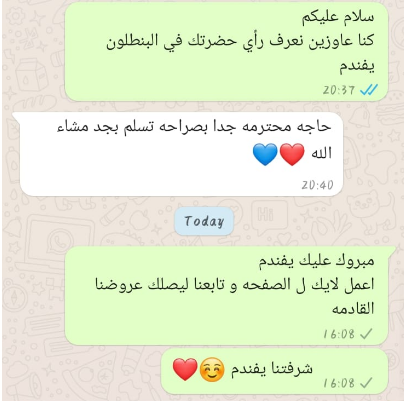 سلام عليكم
كنا عاوزين نعرف رأي حضرتك في البنطلون
يفندم
20:37
حاجه محترمه جدا بصراحه تسلم بجد مشاء
الله ❤️💙
20:40
Today
مبروك عليك يفندم
اعمل لايك ل الصفحه و تابعنا ليصلك عروضنا
القادمه
16:08
شرفتنا يفندم ☺️❤️
16:08